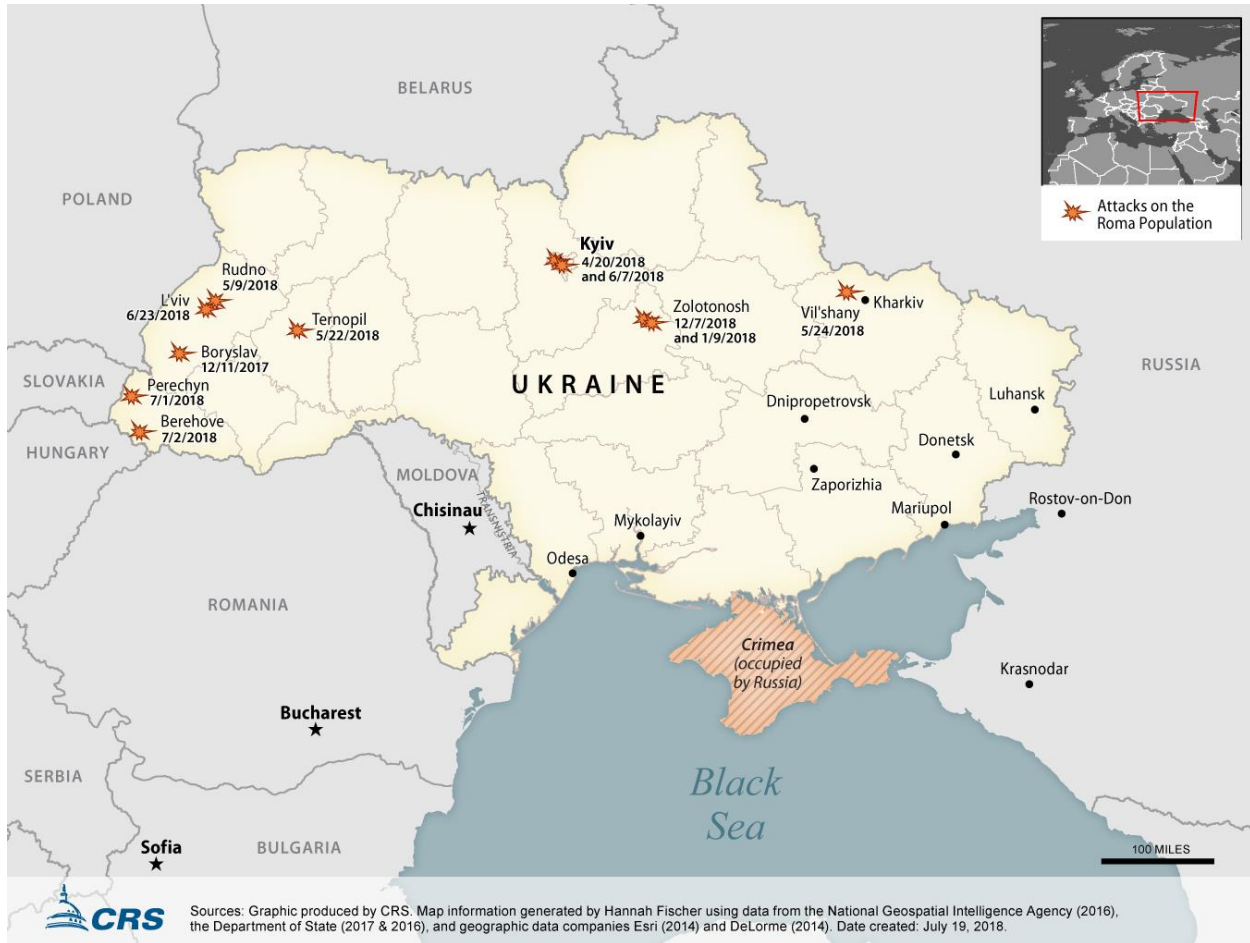 BELARUS
POLAND
Attacks on the
Roma Population
Kyiv
4/20/2018
and 6/7/2018
Rudno
5/9/2018
L'viv
6/23/2018
Ternopil
5/22/2018
Zolotonosh
12/7/2018
and 1/9/2018
Vil'shany
5/24/2018
Kharkiv
Boryslav
12/11/2017
RUSSIA
SLOVAKIA
Perechyn
7/1/2018
UKRAINE
Luhansk
Dnipropetrovsk
Berehove
7/2/2018
HUNGARY
Donetsk
MOLDOVA
Zaporizhia
TRANSNISTRIA
Chisinau
Mariupol
Rostov-on-Don
Mykolayiv
Odesa
ROMANIA
Crimea
(occupied
by Russia)
Krasnodar
Bucharest
SERBIA
Black
Sea
Sofia
BULGARIA
100 MILES
CRS
Sources: Graphic produced by CRS. Map information generated by Hannah Fischer using data from the National Geospatial Intelligence Agency (2016),
the Department of State (2017 & 2016), and geographic data companies Esri (2014) and DeLorme (2014). Date created: July 19, 2018.